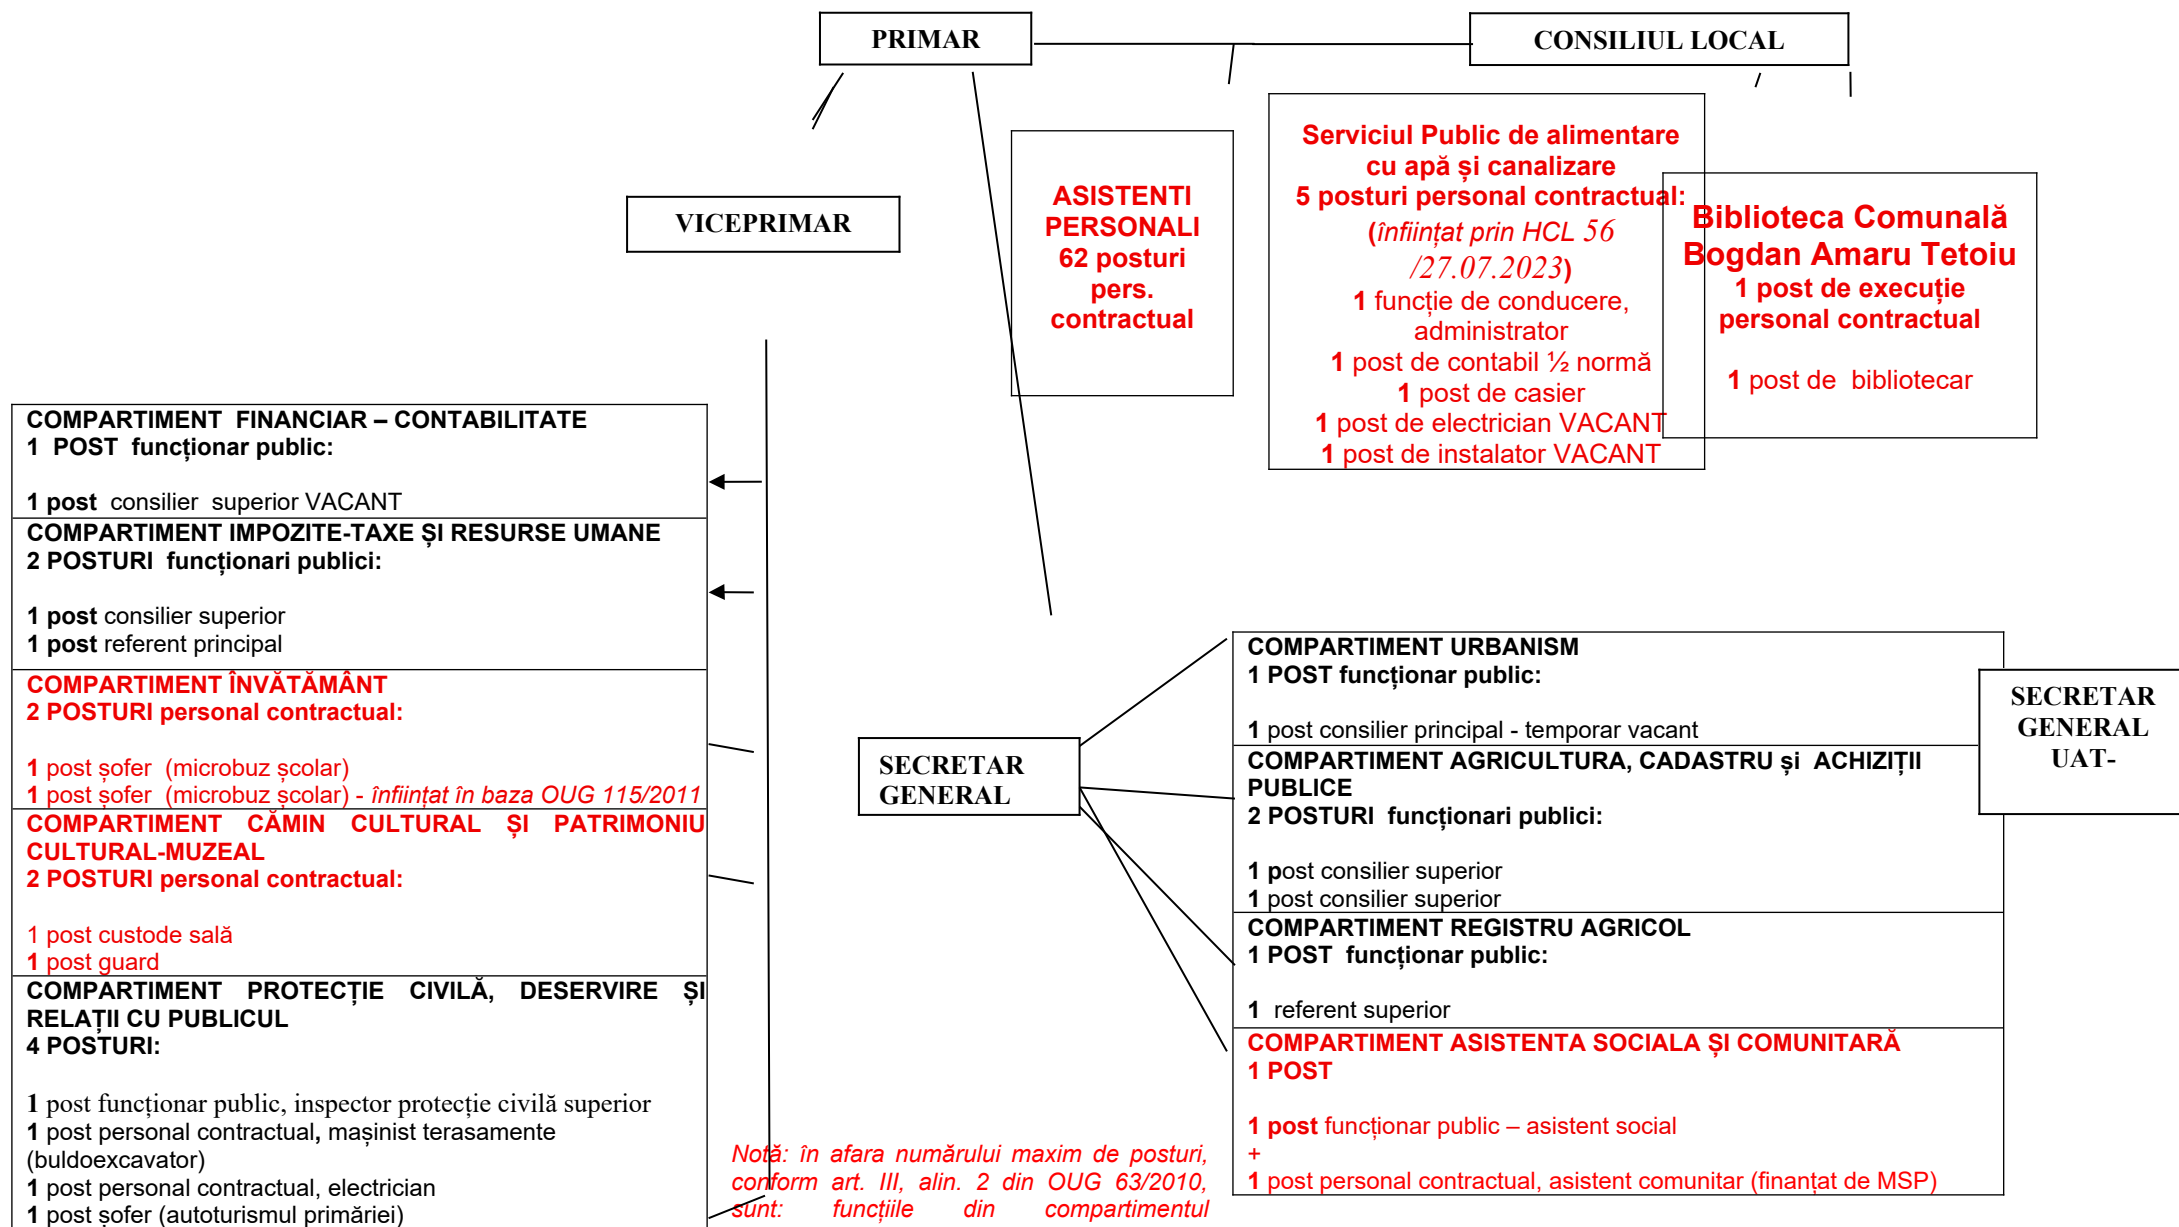 PRIMAR
CONSILIUL LOCAL
VICEPRIMAR
ASISTENTI
PERSONALI
62 posturi
pers.
contractual
Serviciul Public de alimentare
cu apă și canalizare
5 posturi personal contractual:
(înființat prin HCL 56
/27.07.2023)
1 funcție de conducere,
administrator
1 post de contabil ½ normă
1 post de casier
1 post de electrician VACANT
1 post de instalator VACANT
Biblioteca Comunală
Bogdan Amaru Tetoiu
1 post de execuție
personal contractual
1 post de bibliotecar
COMPARTIMENT FINANCIAR – CONTABILITATE
1 POST funcționar public:
1 post consilier superior VACANT
COMPARTIMENT IMPOZITE-TAXE ȘI RESURSE UMANE
2 POSTURI funcționari publici:
1 post consilier superior
1 post referent principal
COMPARTIMENT ÎNVĂTĂMÂNT
2 POSTURI personal contractual:
1 post șofer (microbuz școlar)
1 post șofer (microbuz școlar) - înființat în baza OUG 115/2011
COMPARTIMENT CĂMIN CULTURAL ȘI PATRIMONIU
CULTURAL-MUZEAL
2 POSTURI personal contractual:
1 post custode sală
1 post guard
COMPARTIMENT PROTECȚIE CIVILĂ, DESERVIRE ȘI
RELAȚII CU PUBLICUL
4 POSTURI:
1 post funcționar public, inspector protecție civilă superior
1 post personal contractual, mașinist terasamente
(buldoexcavator)
1 post personal contractual, electrician
1 post șofer (autoturismul primăriei)
SECRETAR
GENERAL
COMPARTIMENT URBANISM
1 POST funcționar public:
1 post consilier principal - temporar vacant
COMPARTIMENT AGRICULTURA, CADASTRU și ACHIZIȚII
PUBLICE
2 POSTURI funcționari publici:
1 post consilier superior
1 post consilier superior
COMPARTIMENT REGISTRU AGRICOL
1 POST funcționar public:
1 referent superior
COMPARTIMENT ASISTENTA SOCIALA ȘI COMUNITARĂ
1 POST
1 post funcționar public – asistent social
+
1 post personal contractual, asistent comunitar (finanțat de MSP)
SECRETAR
GENERAL
UAT-
Notă: în afara numărului maxim de posturi,
conform art. III, alin. 2 din OUG 63/2010,
sunt: funcțiile din compartimentul